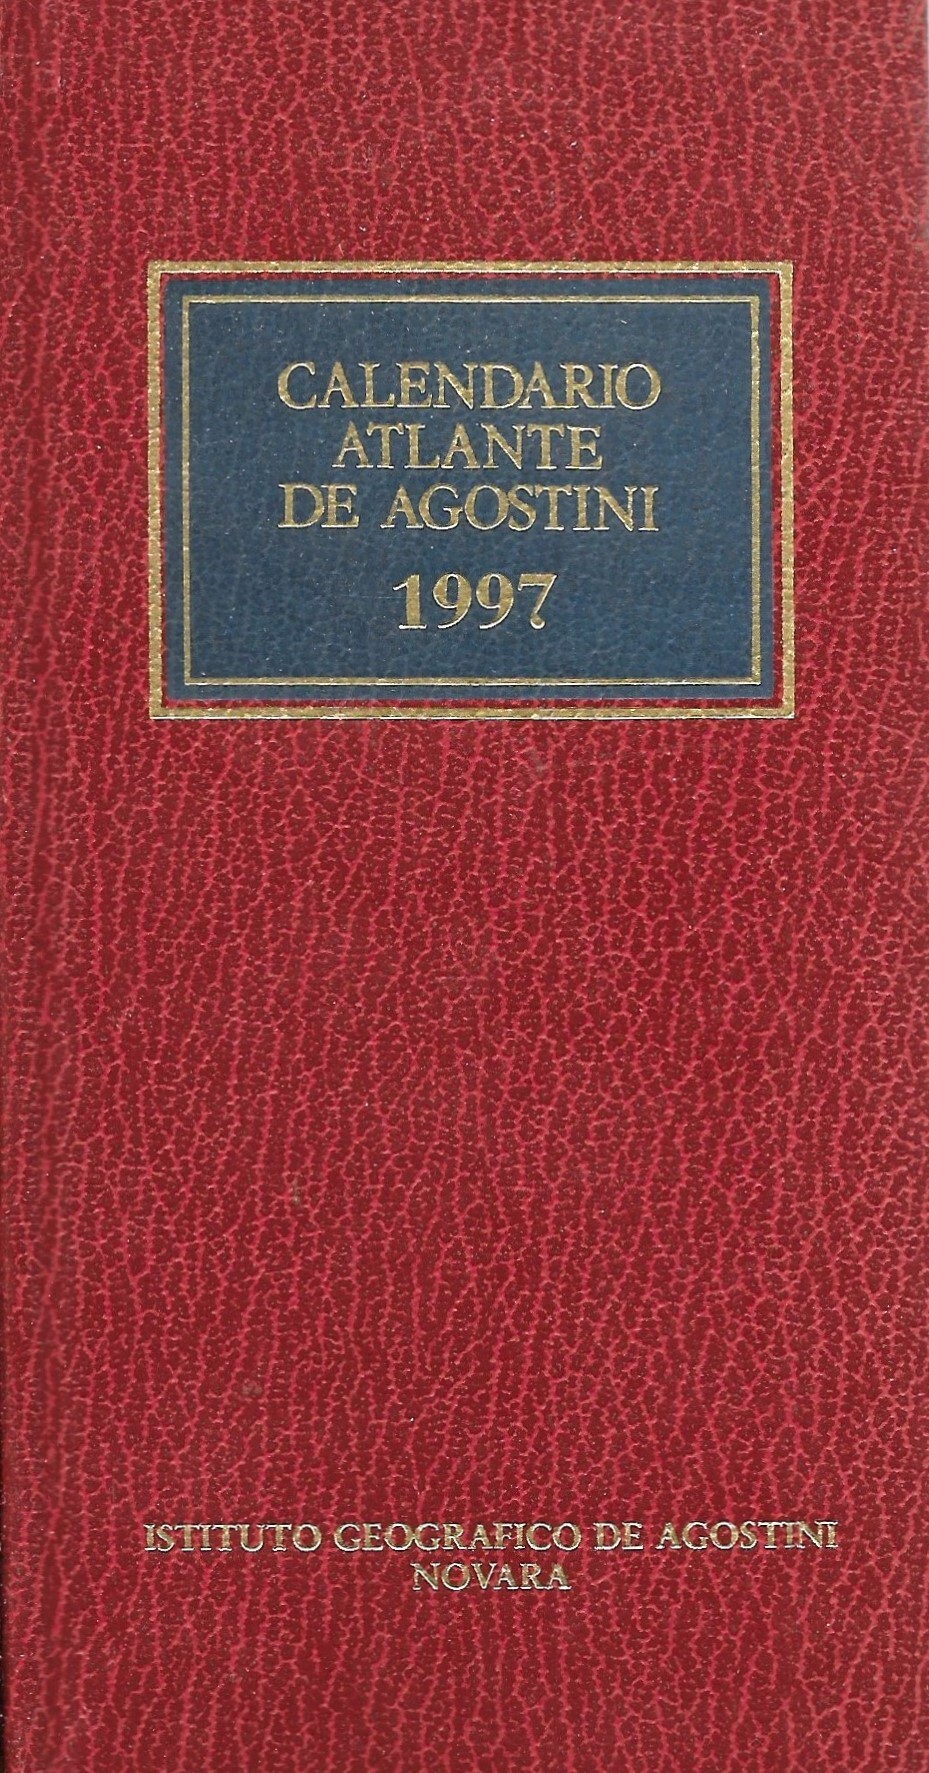 CALENDARIO
ATLANTE
DE AGOSTINI
1997
ISTITUTO GEOGRAFICO DE AGOSTINI
NOVARA